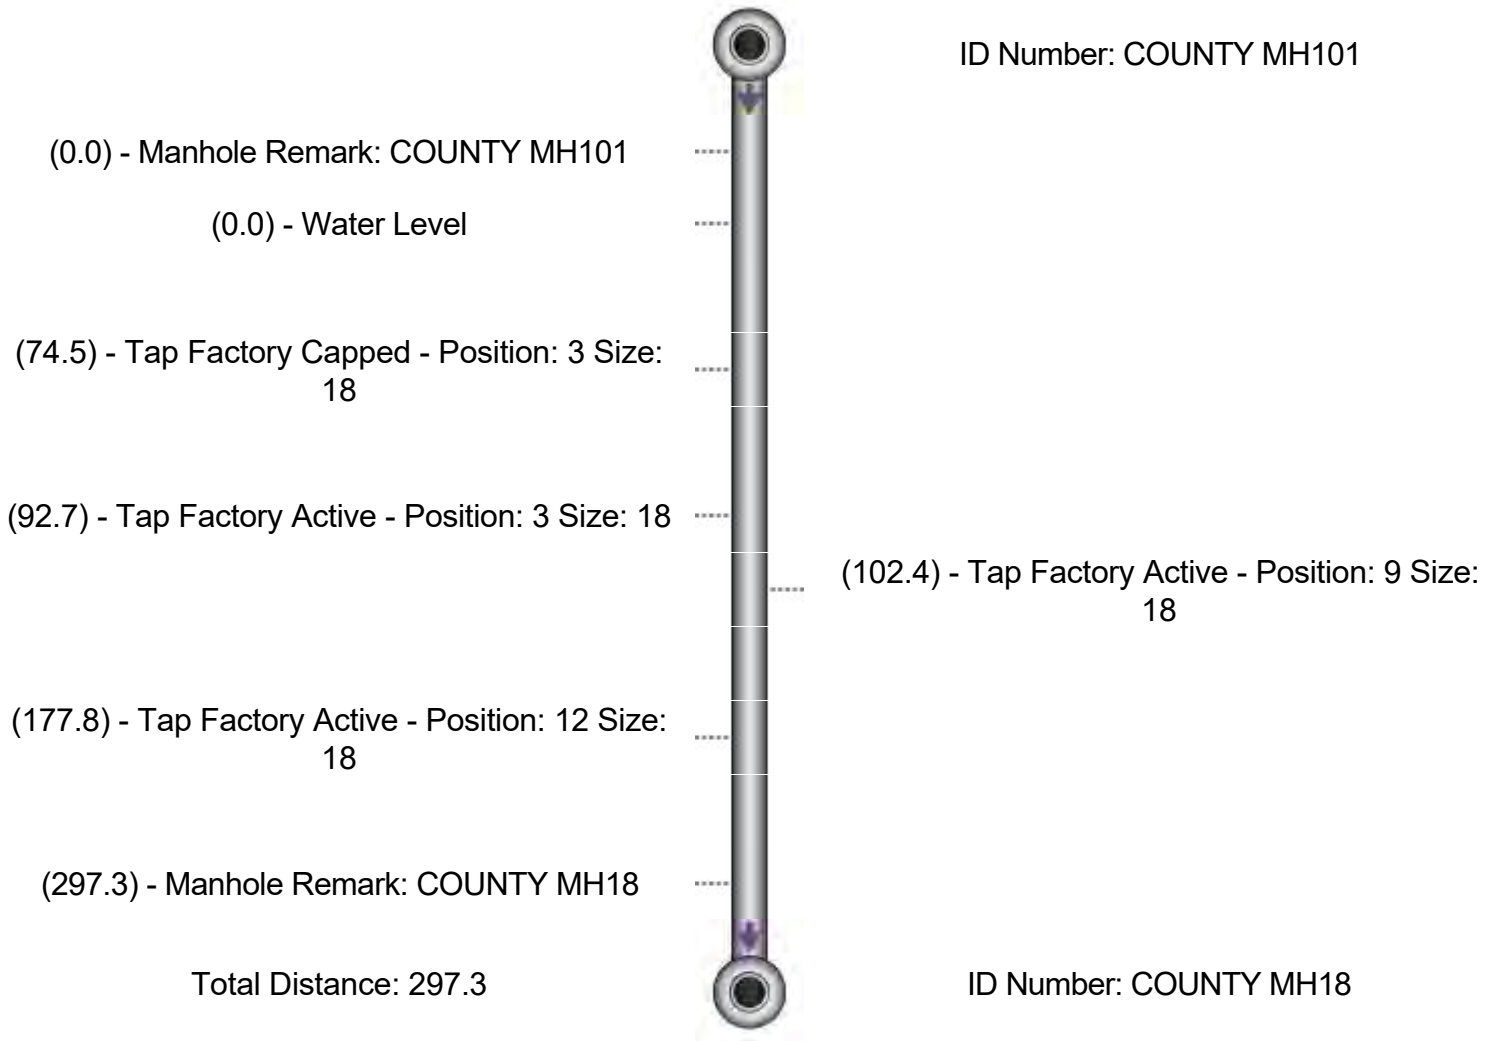 ID Number: COUNTY MH101
(0.0) - Manhole Remark: COUNTY MH101
(0.0) - Water Level
(74.5) - Tap Factory Capped - Position: 3 Size:
18
(92.7) - Tap Factory Active - Position: 3 Size: 18
(102.4) - Tap Factory Active - Position: 9 Size:
18
(177.8) - Tap Factory Active - Position: 12 Size:
18
(297.3) - Manhole Remark: COUNTY MH18
Total Distance: 297.3
ID Number: COUNTY MH18